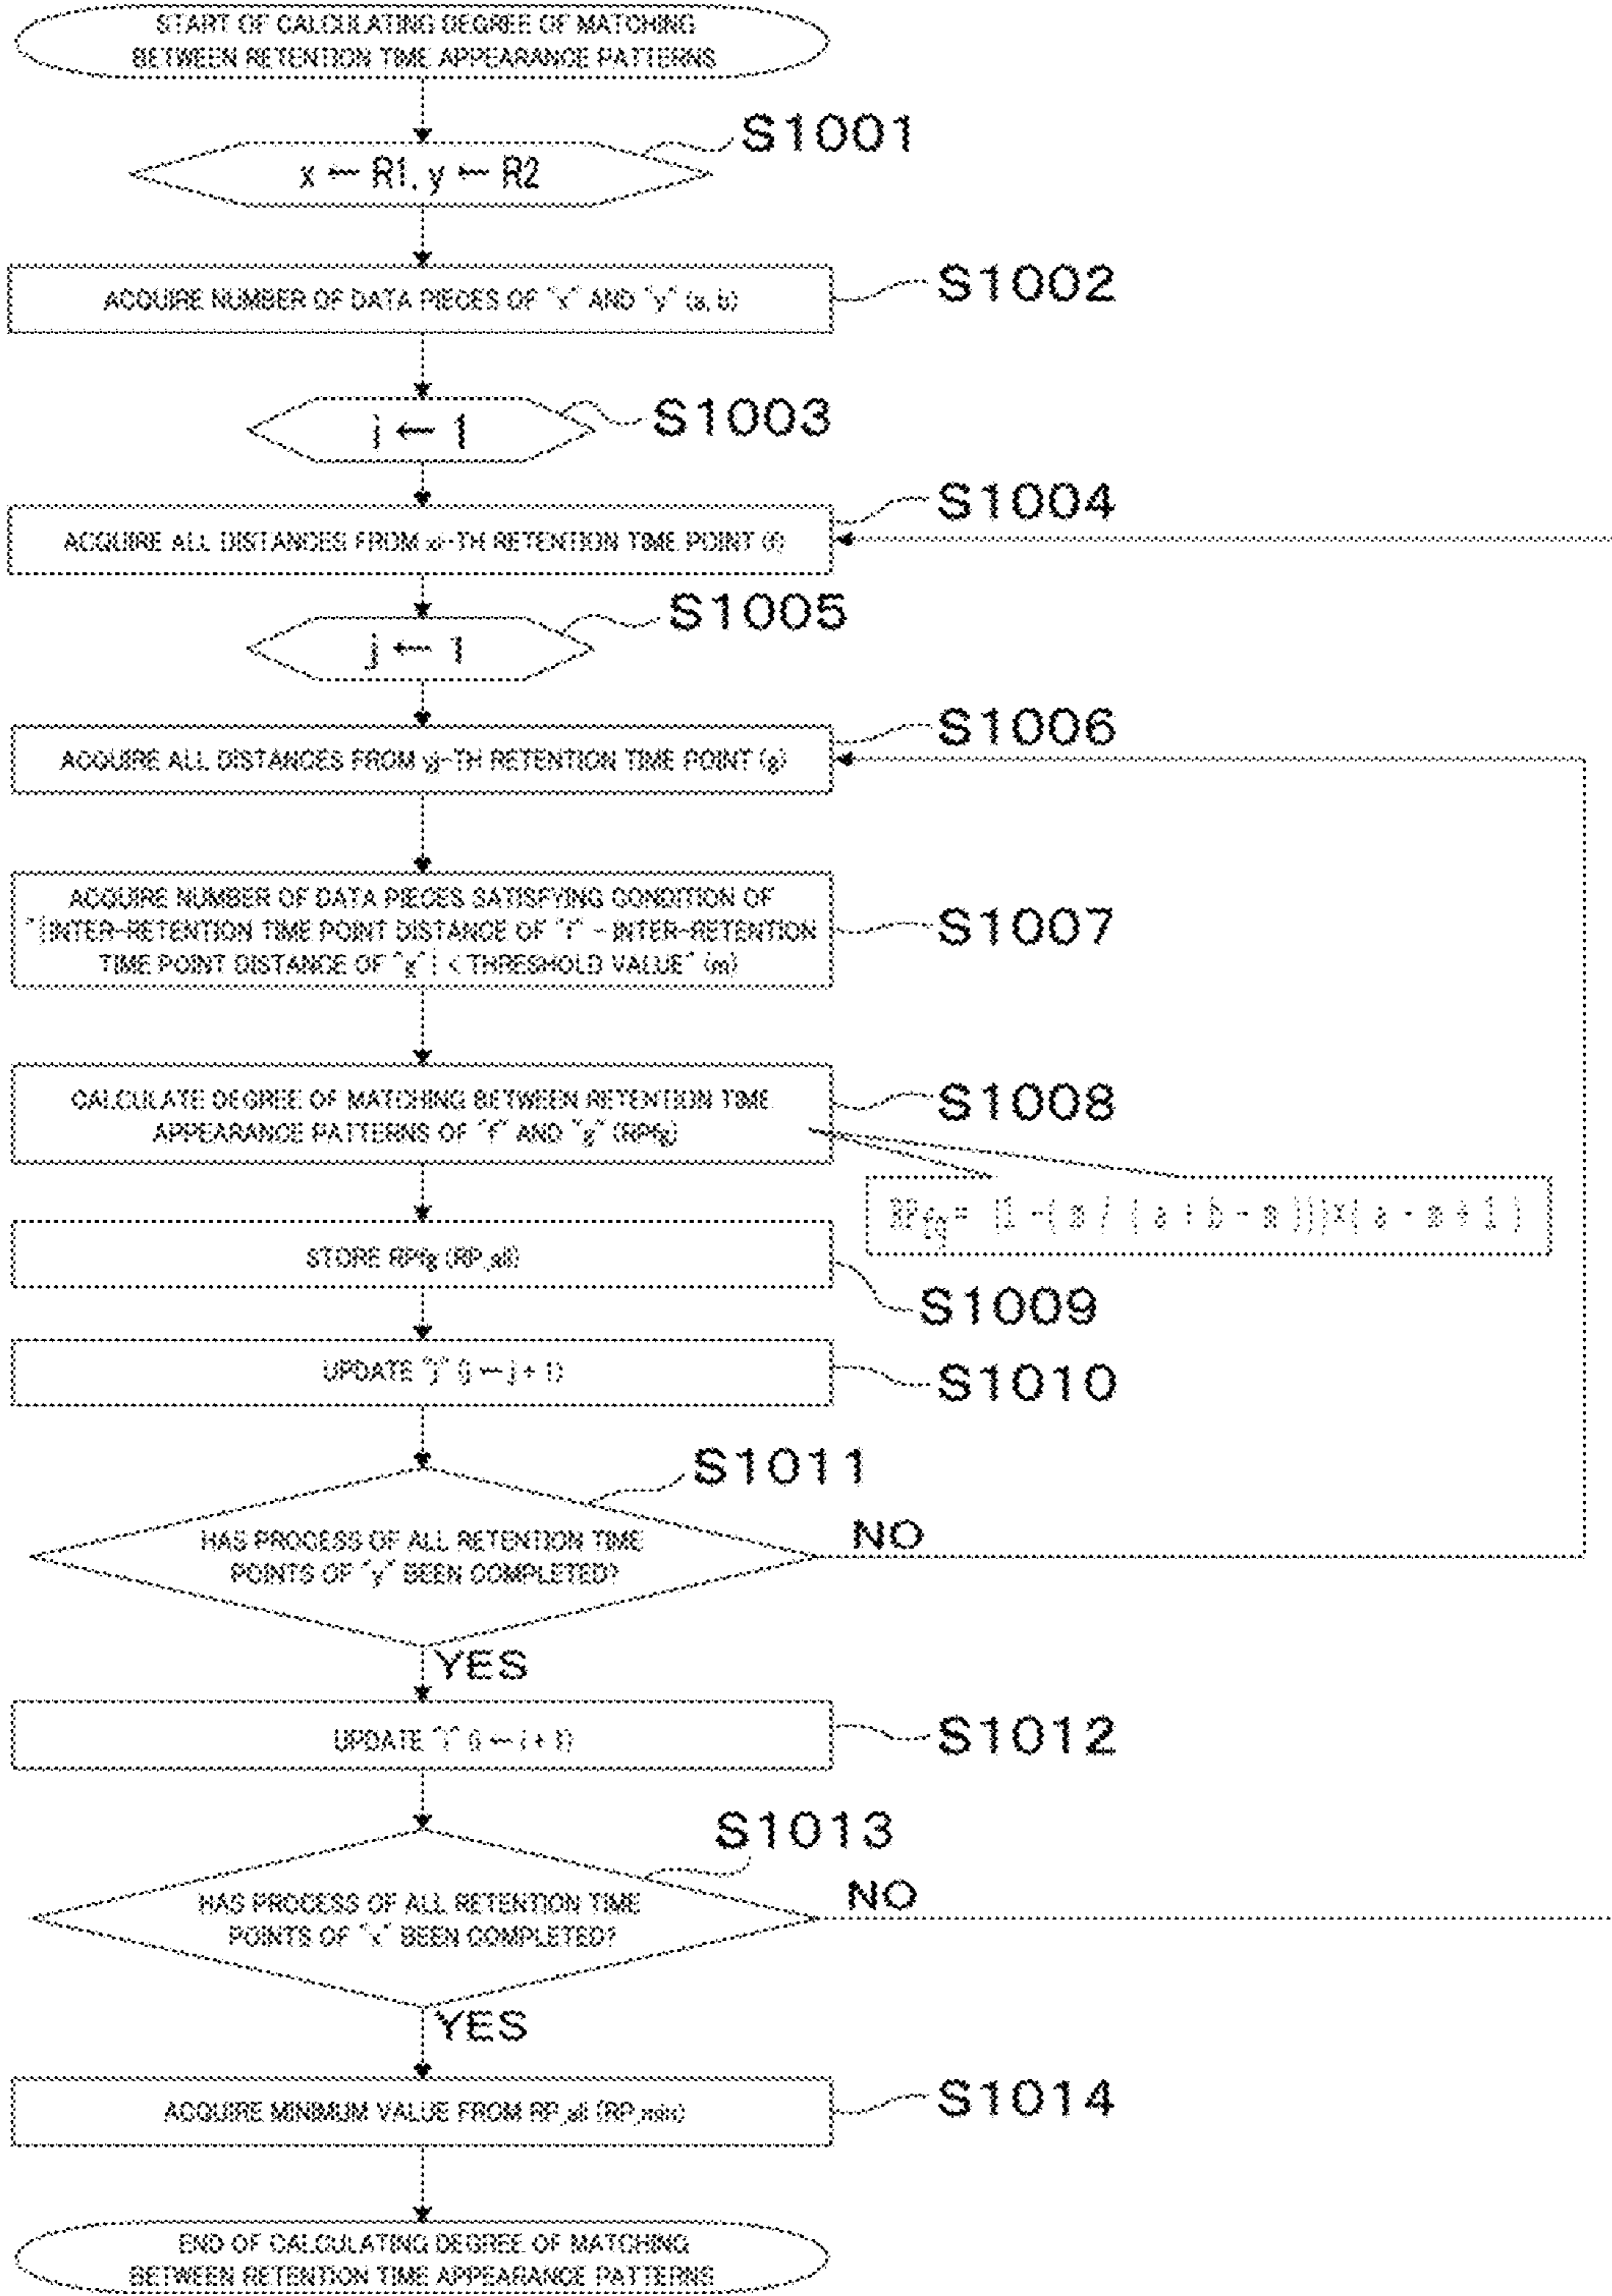 START OF CALCULATING DEGREE OF MATCHING
BETWEEN RETENTION TIME APPEARANCE PATTERNS
S1001
x ← R1, y ← R2
S1002
ACQUIRE NUMBER OF DATA PIECES OF "x" AND "y" (a, b)
S1003
i ← 1
S1004
ACQUIRE ALL DISTANCES FROM xi-TH RETENTION TIME POINT (f)
S1005
j ← 1
S1006
ACQUIRE ALL DISTANCES FROM yj-TH RETENTION TIME POINT (g)
ACQUIRE NUMBER OF DATA PIECES SATISFYING CONDITION OF
"|INTER-RETENTION TIME POINT DISTANCE OF "f" - INTER-RETENTION
TIME POINT DISTANCE OF "g"| < THRESHOLD VALUE" (m)
S1007
CALCULATE DEGREE OF MATCHING BETWEEN RETENTION TIME
APPEARANCE PATTERNS OF "f" AND "g" (RPfg)
S1008
RPfg = {1-(m/(a+b-m))}×(a-m+1)
STORE RPfg (RP_all)
S1009
UPDATE "j" (j ← j + 1)
S1010
S1011
HAS PROCESS OF ALL RETENTION TIME
POINTS OF "y" BEEN COMPLETED?
NO
YES
UPDATE "i" (i ← i + 1)
S1012
S1013
HAS PROCESS OF ALL RETENTION TIME
POINTS OF "x" BEEN COMPLETED?
NO
YES
ACQUIRE MINIMUM VALUE FROM RP_all (RP_min)
S1014
END OF CALCULATING DEGREE OF MATCHING
BETWEEN RETENTION TIME APPEARANCE PATTERNS